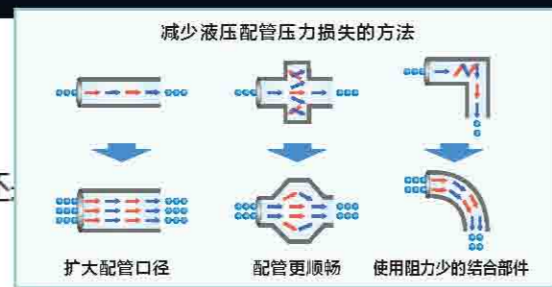 减少液压配管压力损失的方法
扩大配管口径
配管更顺畅
使用阻力少的结合部件